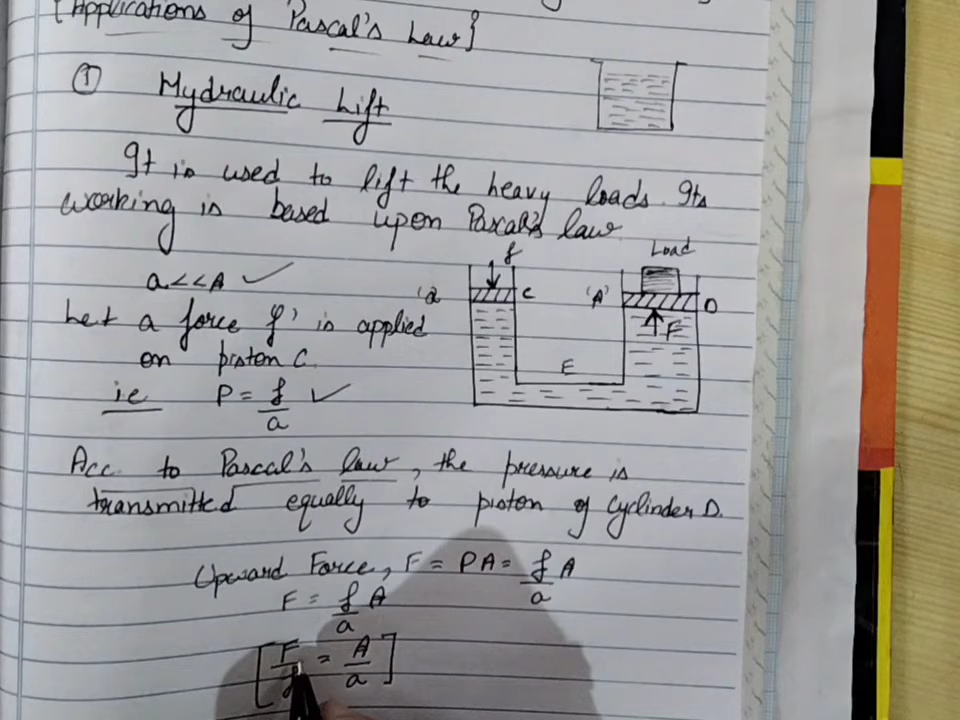 {Applications of Pascal's Law}
① Hydraulic Lift
It is used to lift the heavy loads. Its
working is based upon Pascal's law
a<<A ✓
Let a force f' is applied
on piston C.
ie P = f/a ✓
f
Load
'a
C
'A'
D
F
E
Acc. to Pascal's law, the pressure is
transmitted equally to piston of cylinder D.
Upward Force, F = PA = f/a A
F = f/a A
[F/f = A/a]